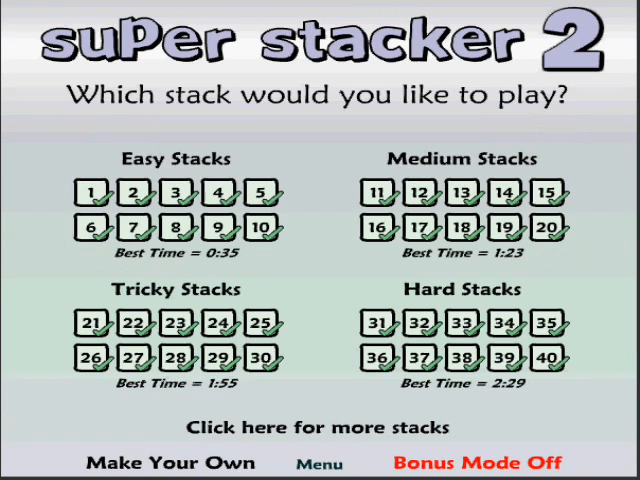 super stacker 2
Which stack would you like to play?
Easy Stacks
1 2 3 4 5
6 7 8 9 10
Best Time = 0:35
Medium Stacks
11 12 13 14 15
16 17 18 19 20
Best Time = 1:23
Tricky Stacks
21 22 23 24 25
26 27 28 29 30
Best Time = 1:55
Hard Stacks
31 32 33 34 35
36 37 38 39 40
Best Time = 2:29
Click here for more stacks
Make Your Own Menu Bonus Mode Off